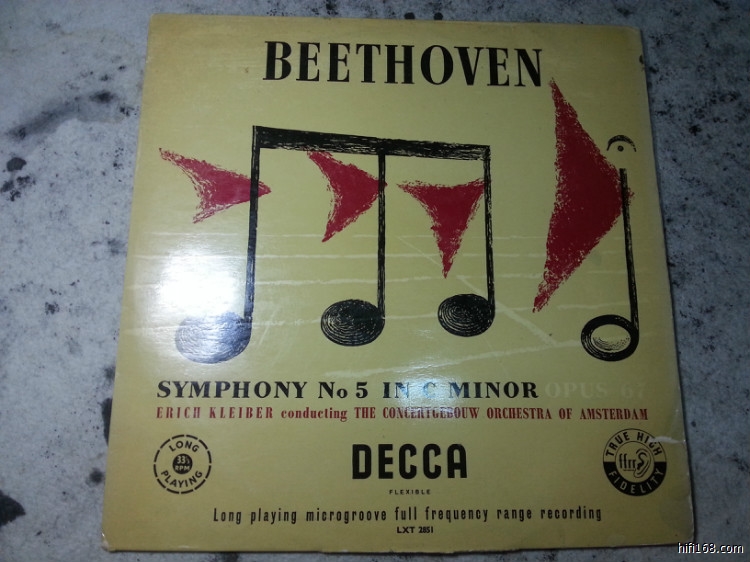 BEETHOVEN
SYMPHONY No 5 IN C MINOR OPUS 67
ERICH KLEIBER conducting THE CONCERTGEBOUW ORCHESTRA OF AMSTERDAM
LONG
33⅓
RPM
PLAYING
DECCA
FLEXIBLE
TRUE HIGH
ffrr
FIDELITY
Long playing microgroove full frequency range recording
LXT 2851
hifi168.com